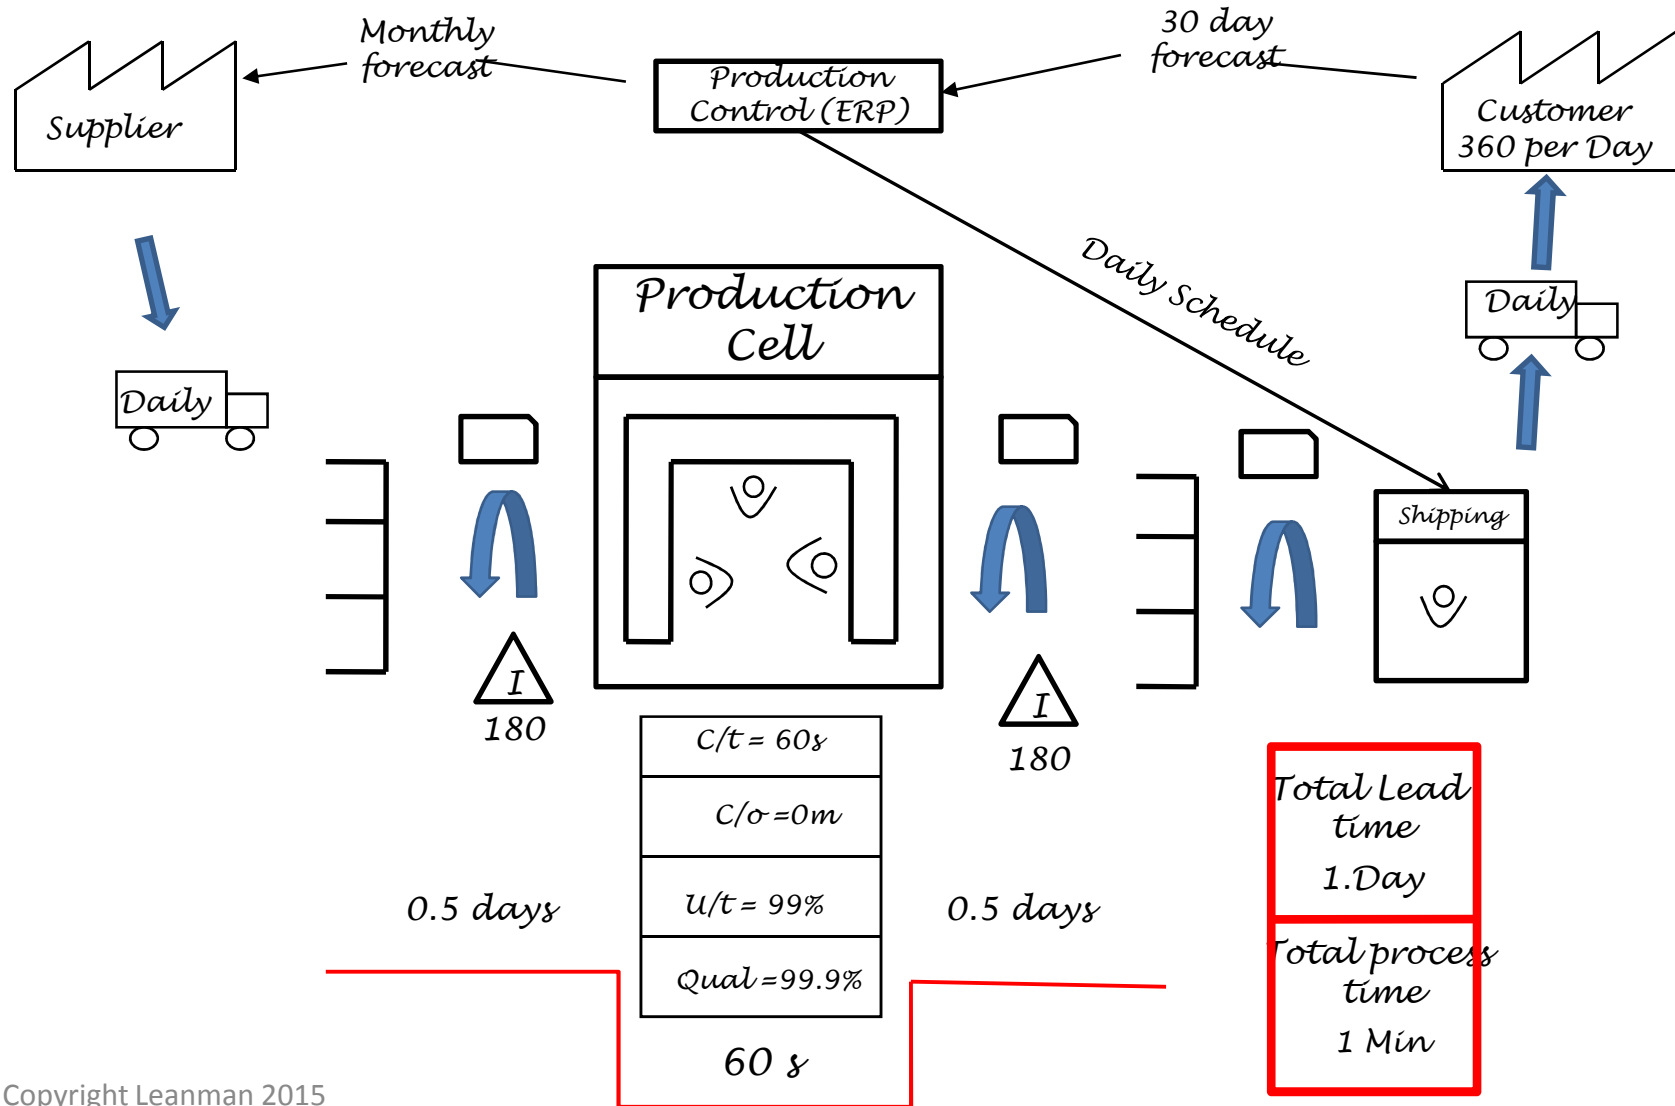 Monthly
forecast
30 day
forecast
Supplier
Production
Control (ERP)
Customer
360 per Day
Daily Schedule
Production
Cell
Daily
Daily
Shipping
I
180
I
180
C/t = 60s
C/o =0m
U/t = 99%
Qual =99.9%
0.5 days
0.5 days
60 s
Total Lead
time
1.Day
Total process
time
1 Min
Copyright Leanman 2015